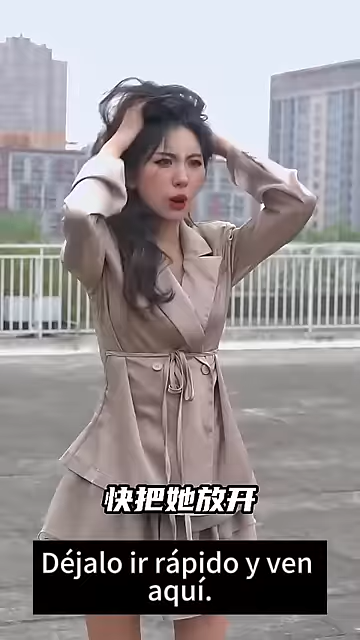 快把她放开
Déjalo ir rápido y ven
aquí.